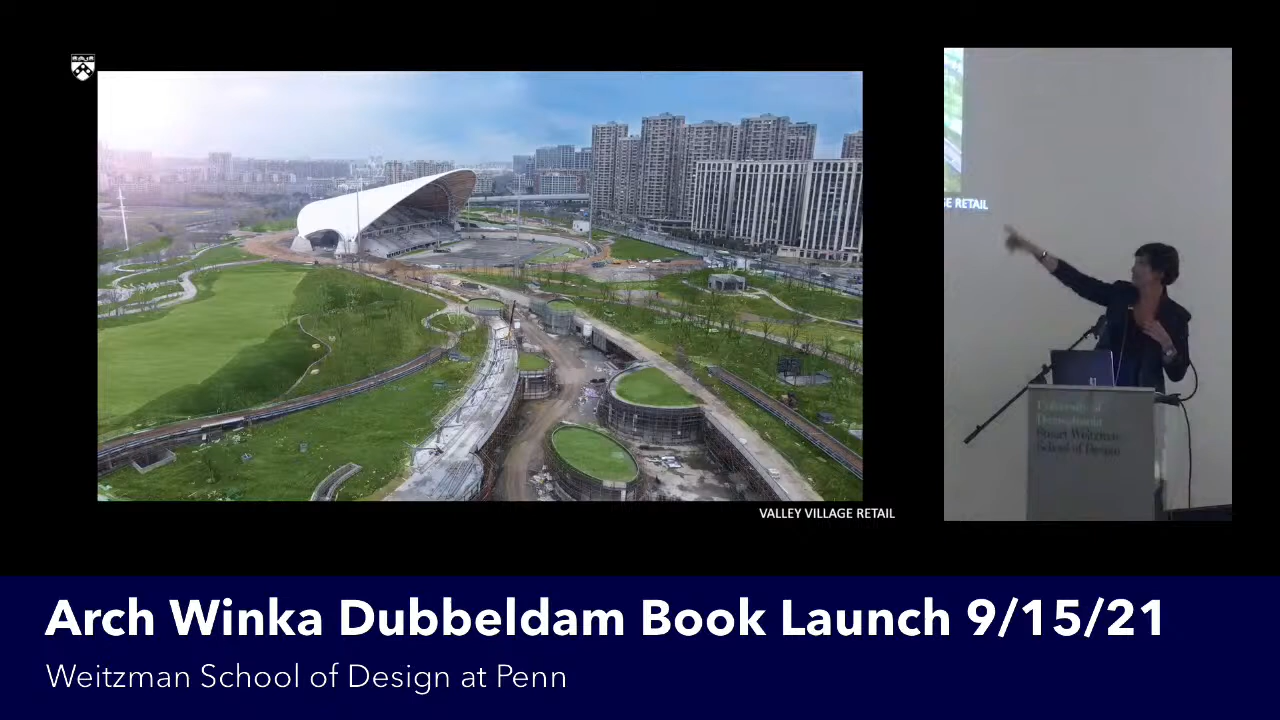 VALLEY VILLAGE RETAIL
GE RETAIL
University of
Pennsylvania
Stuart Weitzman
School of Design
Arch Winka Dubbeldam Book Launch 9/15/21
Weitzman School of Design at Penn